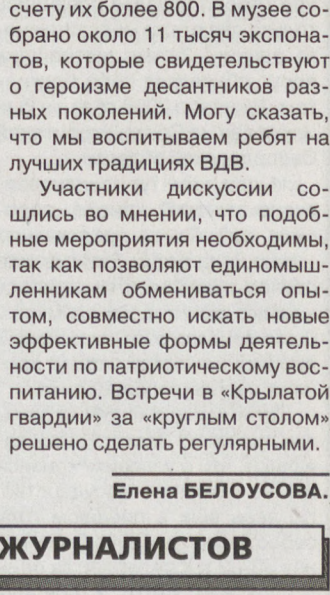 счету их более 800. В музее со-
брано около 11 тысяч экспона-
тов, которые свидетельствуют
о героизме десантников раз-
ных поколений. Могу сказать,
что мы воспитываем ребят на
лучших традициях ВДВ.
Участники дискуссии со-
шлись во мнении, что подоб-
ные мероприятия необходимы,
так как позволяют единомыш-
ленникам обмениваться опы-
том, совместно искать новые
эффективные формы деятель-
ности по патриотическому вос-
питанию. Встречи в «Крылатой
гвардии» за «круглым столом»
решено сделать регулярными.
Елена БЕЛОУСОВА.
ЖУРНАЛИСТОВ